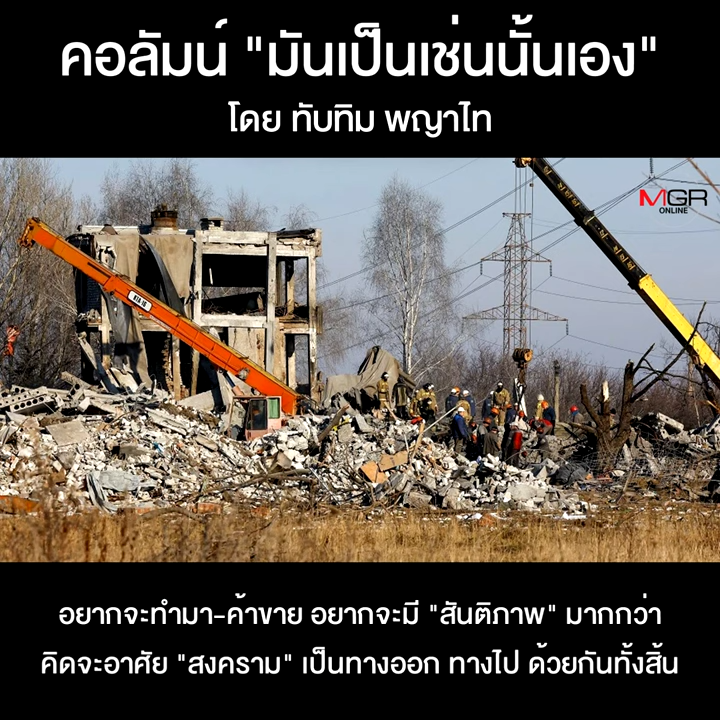 คอลัมน์ "มันเป็นเช่นนั้นเอง"
โดย ทับทิม พญาไท
MGR
ONLINE
อยากจะทำมา-ค้าขาย อยากจะมี "สันติภาพ" มากกว่า
คิดจะอาศัย "สงคราม" เป็นทางออก ทางไป ด้วยกันทั้งสิ้น